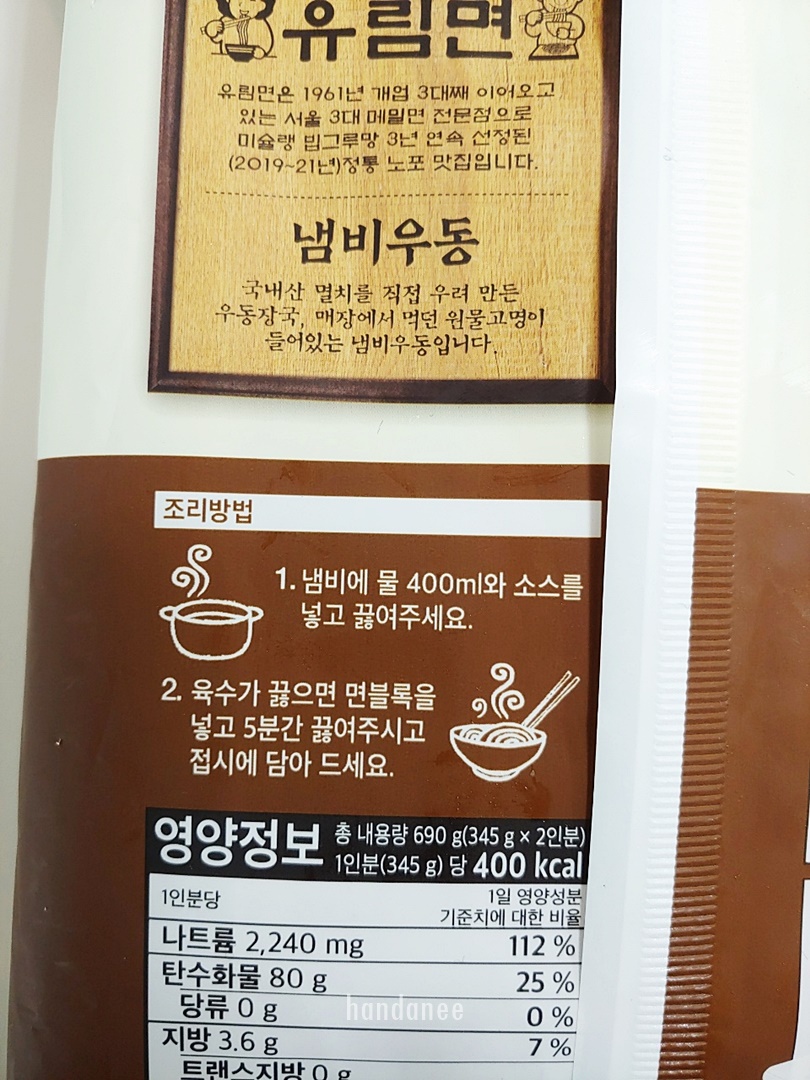 유림면
유림면은 1961년 개업 3대째 이어오고
있는 서울 3대 메밀면 전문점으로
미슐랭 빕그루망 3년 연속 선정된
(2019~21년)정통 노포 맛집입니다.
냄비우동
국내산 멸치를 직접 우려 만든
우동장국, 매장에서 먹던 원물고명이
들어있는 냄비우동입니다.
조리방법
1. 냄비에 물 400ml와 소스를
넣고 끓여주세요.
2. 육수가 끓으면 면블록을
넣고 5분간 끓여주시고
접시에 담아 드세요.
영양정보 총 내용량 690 g(345 g × 2인분)
1인분(345 g) 당 400 kcal
1인분당 1일 영양성분
기준치에 대한 비율
나트륨 2,240 mg 112 %
탄수화물 80 g 25 %
당류 0 g 0 %
지방 3.6 g 7 %
트랜스지방 0 g
handanee